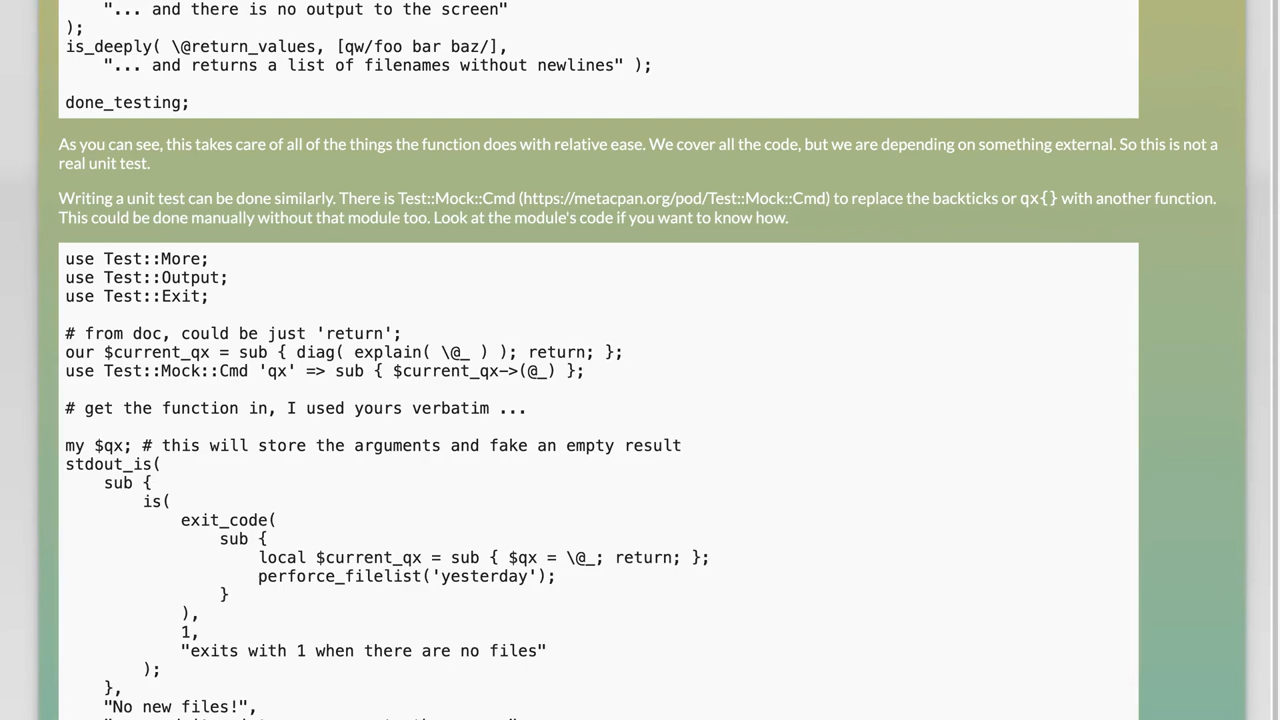 "... and there is no output to the screen"
);
is_deeply( \@return_values, [qw/foo bar baz/],
"... and returns a list of filenames without newlines" );
done_testing;
As you can see, this takes care of all of the things the function does with relative ease. We cover all the code, but we are depending on something external. So this is not a
real unit test.
Writing a unit test can be done similarly. There is Test::Mock::Cmd (https://metacpan.org/pod/Test::Mock::Cmd) to replace the backticks or qx{} with another function.
This could be done manually without that module too. Look at the module's code if you want to know how.
use Test::More;
use Test::Output;
use Test::Exit;
# from doc, could be just 'return';
our $current_qx = sub { diag( explain( \@_ ) ); return; };
use Test::Mock::Cmd 'qx' => sub { $current_qx->(@_) };
# get the function in, I used yours verbatim ...
my $qx; # this will store the arguments and fake an empty result
stdout_is(
sub {
is(
exit_code(
sub {
local $current_qx = sub { $qx = \@_; return; };
perforce_filelist('yesterday');
}
),
1,
"exits with 1 when there are no files"
);
},
"No new files!",